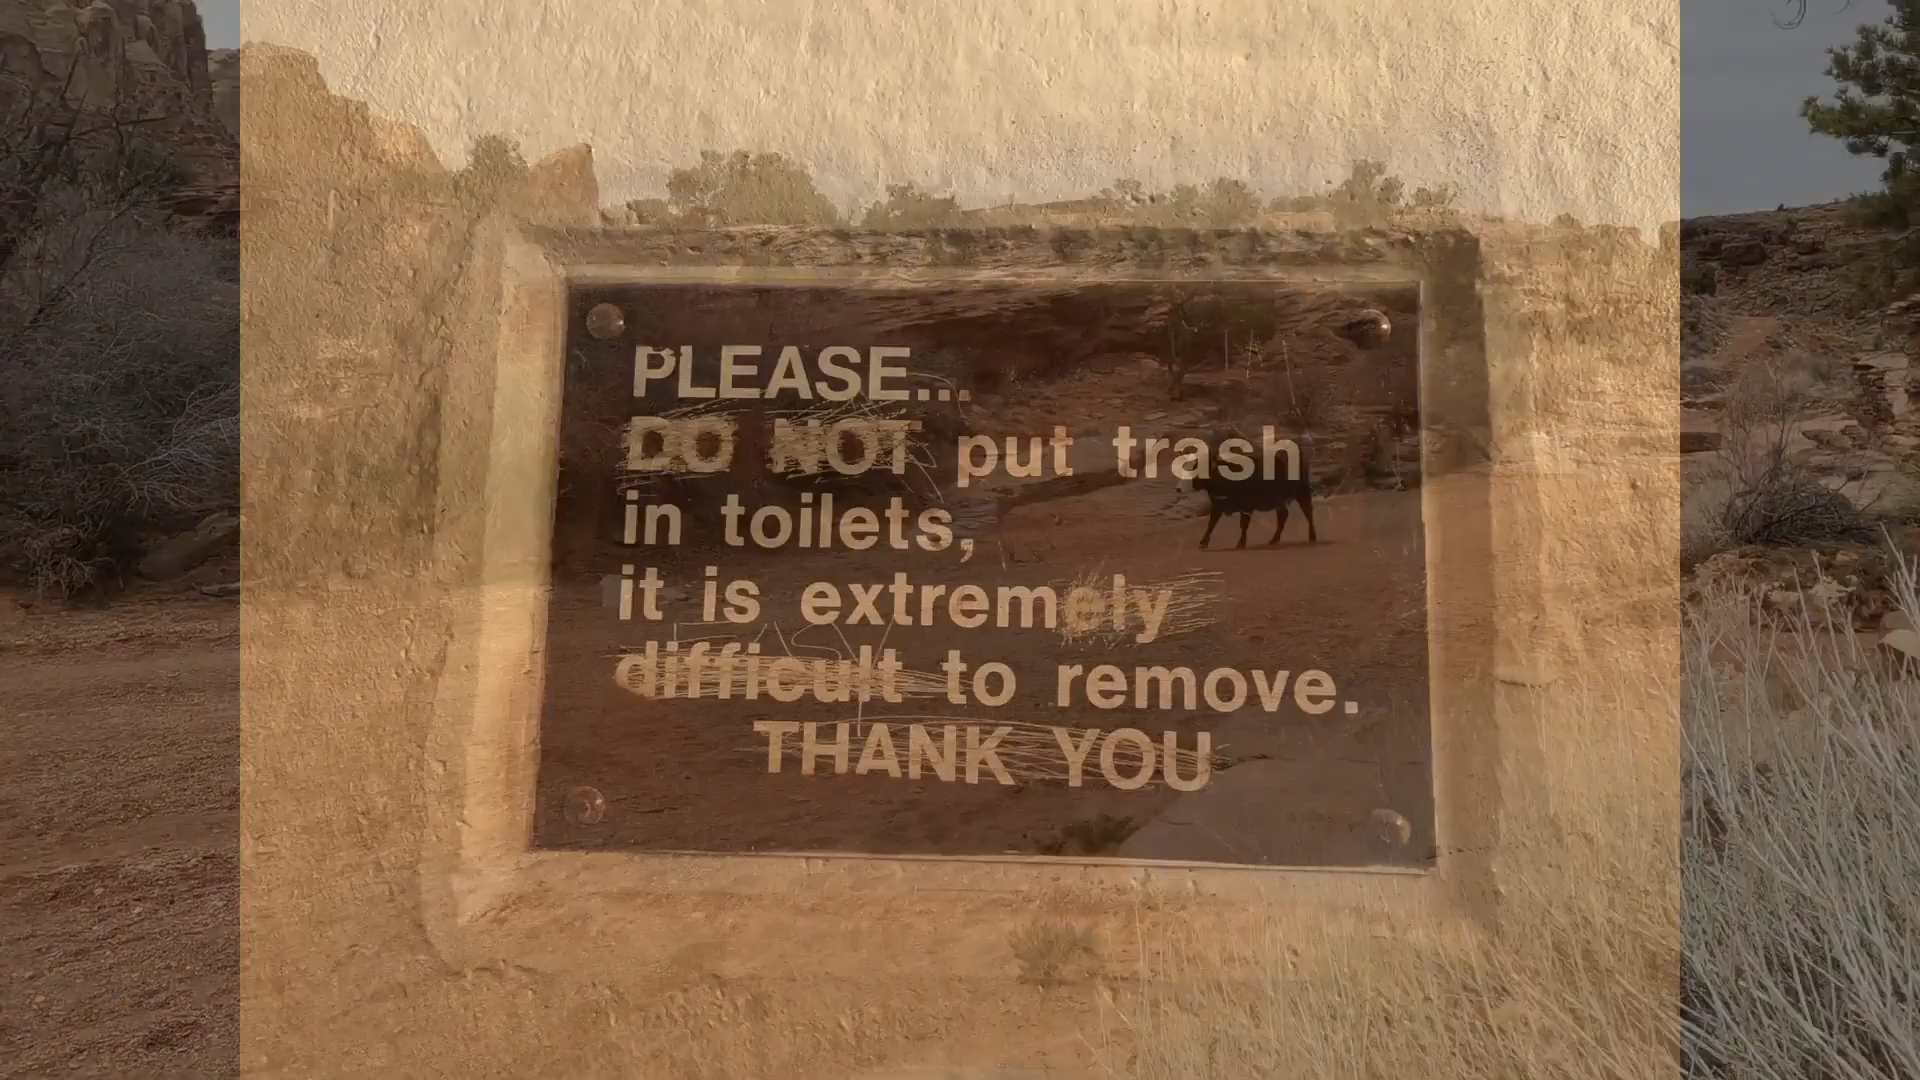 PLEASE...
DO NOT put trash
in toilets,
it is extremely
difficult to remove.
THANK YOU